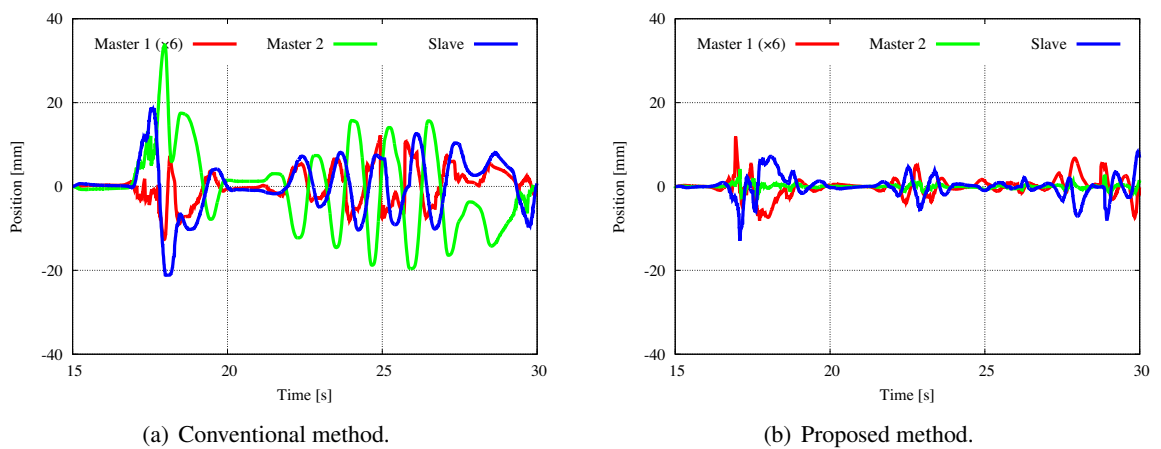 40
20
0
-20
-40
Position [mm]
Master 1 (×6)
Master 2
Slave
15
20
25
30
Time [s]
(a) Conventional method.
40
20
0
-20
-40
Position [mm]
Master 1 (×6)
Master 2
Slave
15
20
25
30
Time [s]
(b) Proposed method.